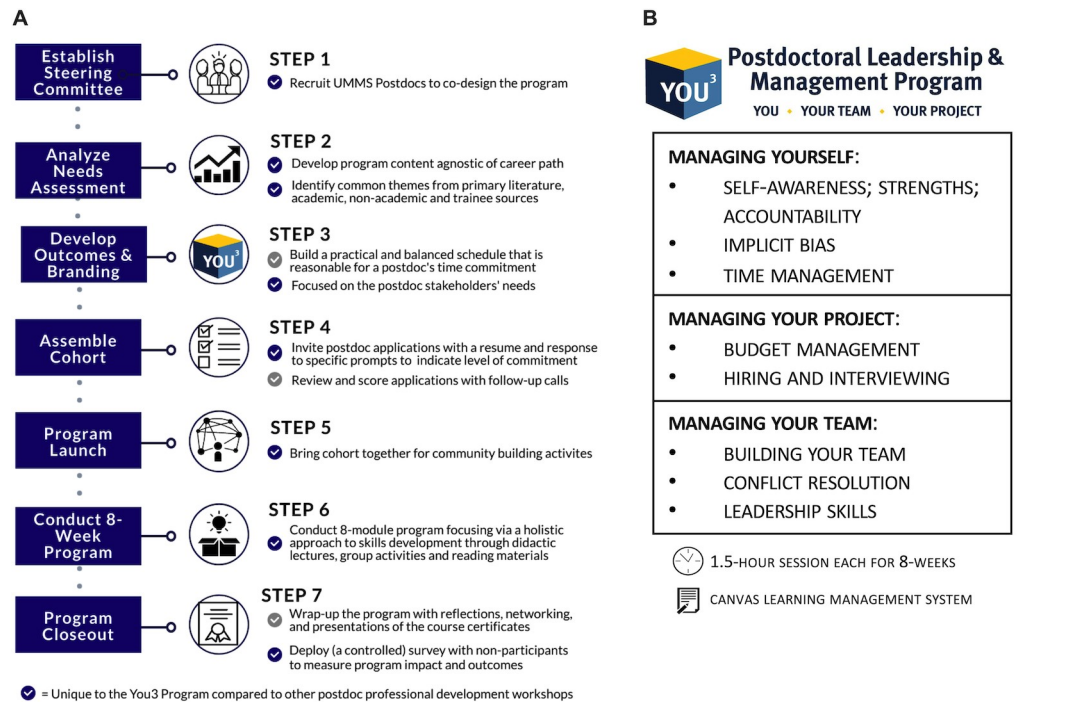 A
Establish
Steering
Committee
STEP 1
Recruit UMMS Postdocs to co-design the program
Analyze
Needs
Assessment
STEP 2
Develop program content agnostic of career path
Identify common themes from primary literature,
academic, non-academic and trainee sources
Develop
Outcomes &
Branding
YOU3
STEP 3
Build a practical and balanced schedule that is
reasonable for a postdoc's time commitment
Focused on the postdoc stakeholders' needs
Assemble
Cohort
STEP 4
Invite postdoc applications with a resume and response
to specific prompts to indicate level of commitment
Review and score applications with follow-up calls
Program
Launch
STEP 5
Bring cohort together for community building activites
Conduct 8-
Week
Program
STEP 6
Conduct 8-module program focusing via a holistic
approach to skills development through didactic
lectures, group activities and reading materials
Program
Closeout
STEP 7
Wrap-up the program with reflections, networking,
and presentations of the course certificates
Deploy (a controlled) survey with non-participants
to measure program impact and outcomes
= Unique to the You3 Program compared to other postdoc professional development workshops
B
YOU3
Postdoctoral Leadership &
Management Program
YOU • YOUR TEAM • YOUR PROJECT
MANAGING YOURSELF:
• SELF-AWARENESS; STRENGTHS;
ACCOUNTABILITY
• IMPLICIT BIAS
• TIME MANAGEMENT
MANAGING YOUR PROJECT:
• BUDGET MANAGEMENT
• HIRING AND INTERVIEWING
MANAGING YOUR TEAM:
• BUILDING YOUR TEAM
• CONFLICT RESOLUTION
• LEADERSHIP SKILLS
1.5-HOUR SESSION EACH FOR 8-WEEKS
CANVAS LEARNING MANAGEMENT SYSTEM